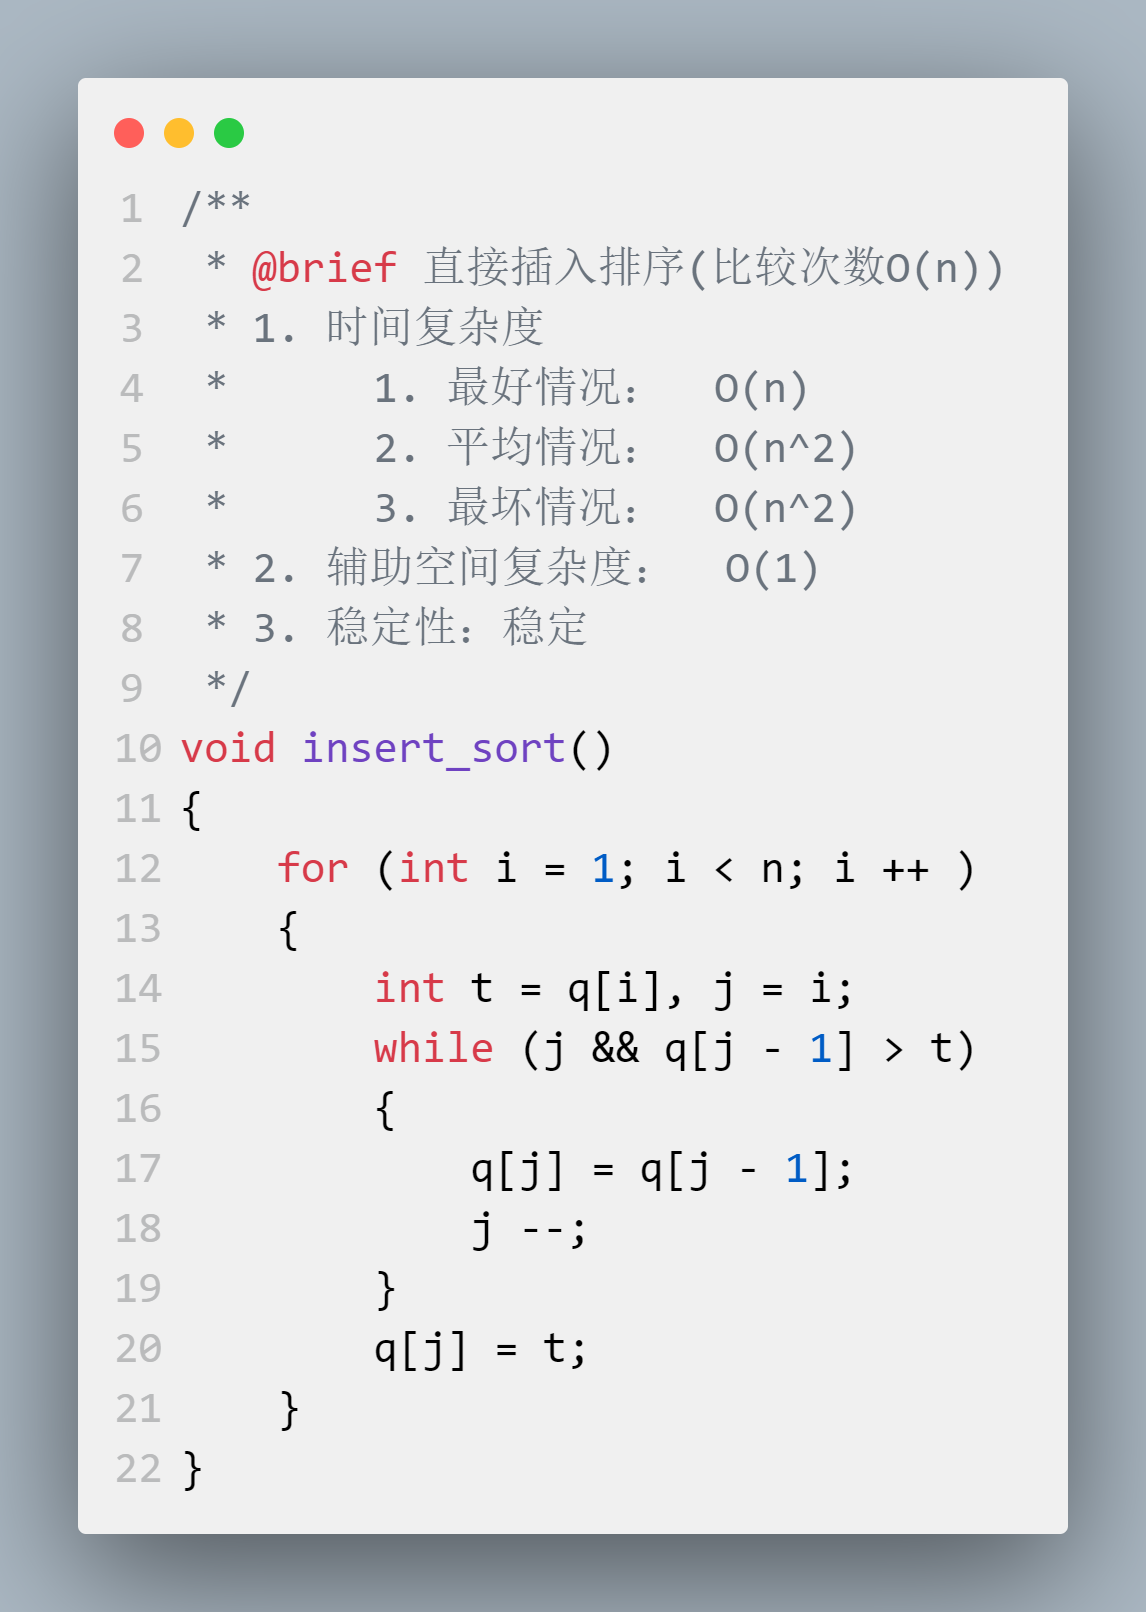 1 /**
2  * @brief 直接插入排序(比较次数O(n))
3  * 1. 时间复杂度
4  *      1. 最好情况：  O(n)
5  *      2. 平均情况：  O(n^2)
6  *      3. 最坏情况：  O(n^2)
7  * 2. 辅助空间复杂度：  O(1)
8  * 3. 稳定性：稳定
9  */
10 void insert_sort()
11 {
12     for (int i = 1; i < n; i ++ )
13     {
14         int t = q[i], j = i;
15         while (j && q[j - 1] > t)
16         {
17             q[j] = q[j - 1];
18             j --;
19         }
20         q[j] = t;
21     }
22 }